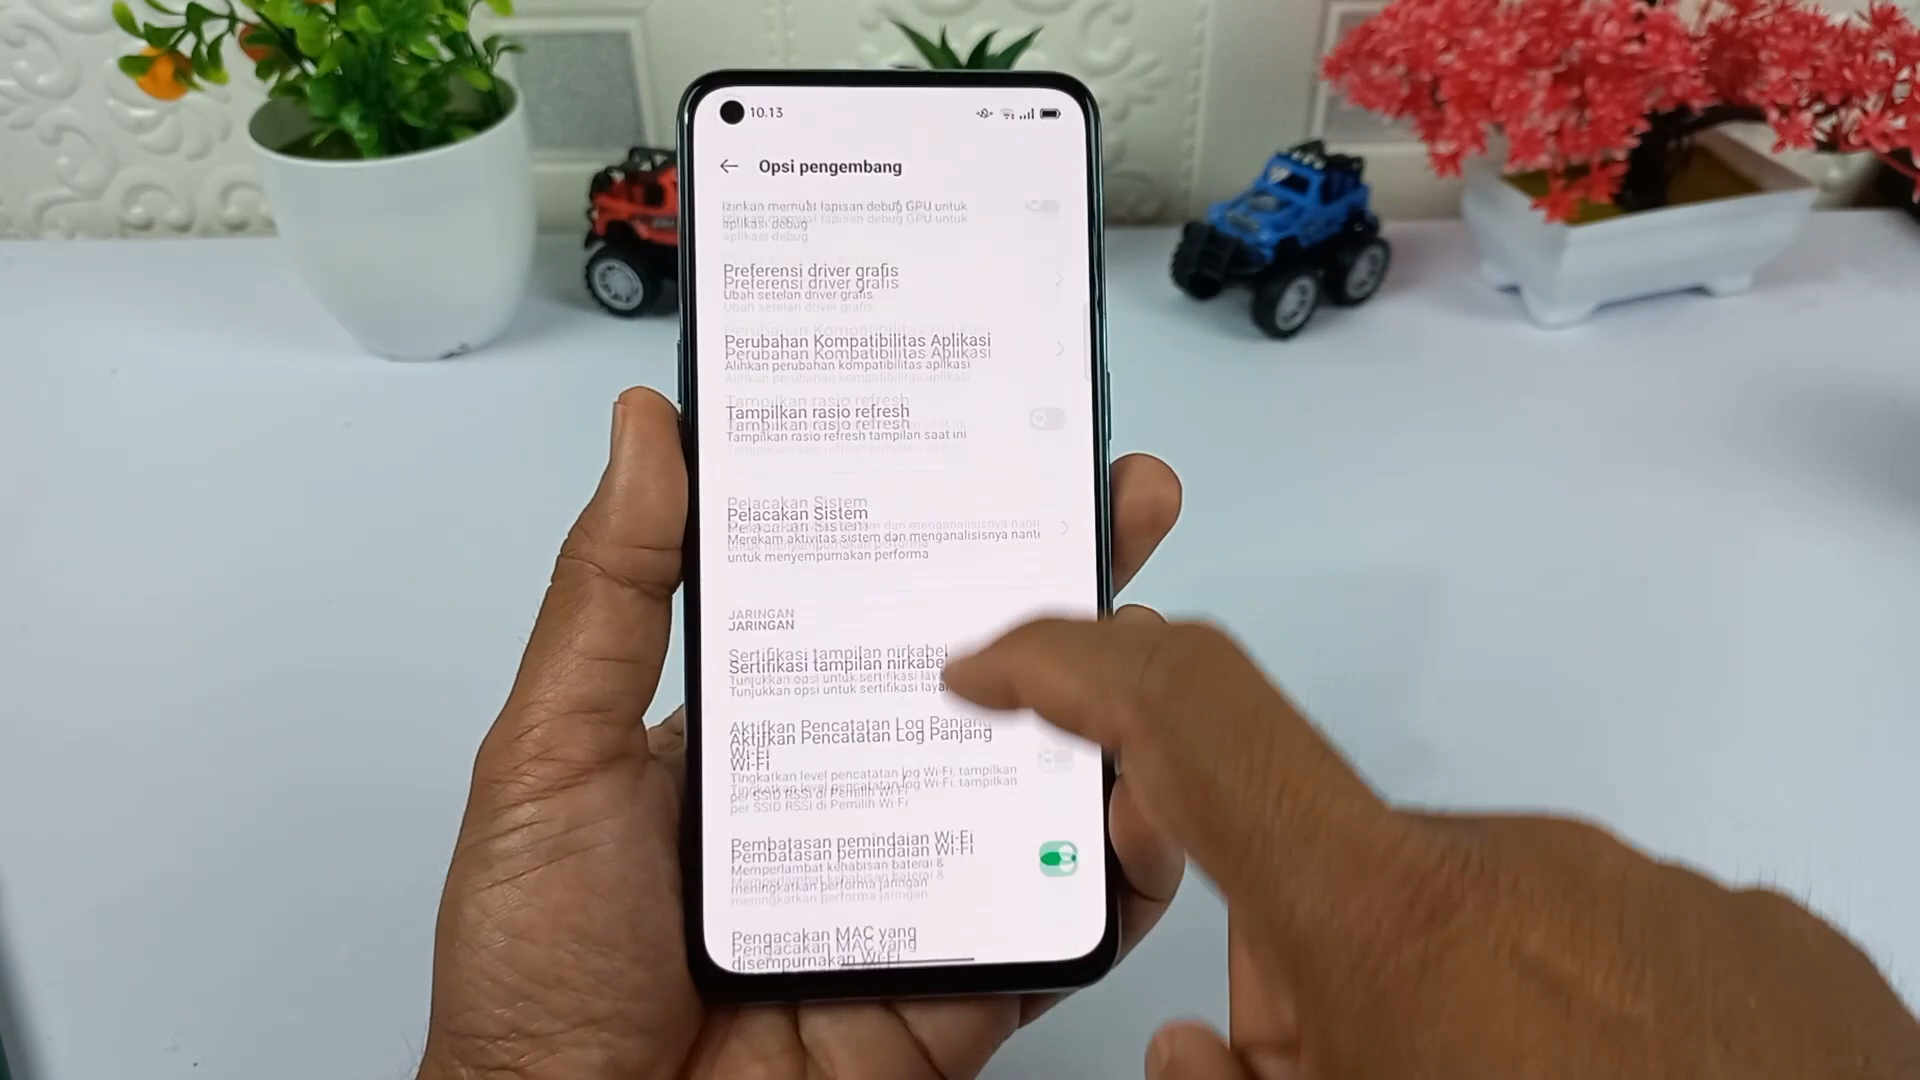 10.13
Opsi pengembang
Izinkan memuat lapisan debug GPU untuk
aplikasi debug
Preferensi driver grafis
Ubah setelan driver grafis
Perubahan Kompatibilitas Aplikasi
Alihkan perubahan kompatibilitas aplikasi
Tampilkan rasio refresh
Tampilkan rasio refresh tampilan saat ini
Pelacakan Sistem
Merekam aktivitas sistem dan menganalisisnya nanti
untuk menyempurnakan performa
JARINGAN
Sertifikasi tampilan nirkabel
Tunjukkan opsi untuk sertifikasi
Aktifkan Pencatatan Log Panjang
Wi-Fi
Tingkatkan level pencatatan log Wi-Fi, tampilkan
per SSID RSSI di Pemilih Wi-Fi
Pembatasan pemindaian Wi-Fi
Memperlambat kehabisan baterai &
meningkatkan performa jaringan
Pengacakan MAC yang
disempurnakan Wi-Fi